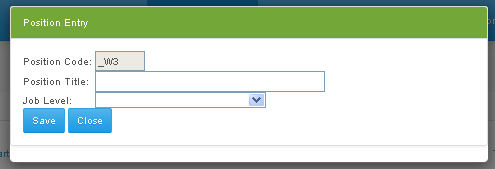 Position Entry
Position Code: _W3
Position Title:
Job Level:
Save Close